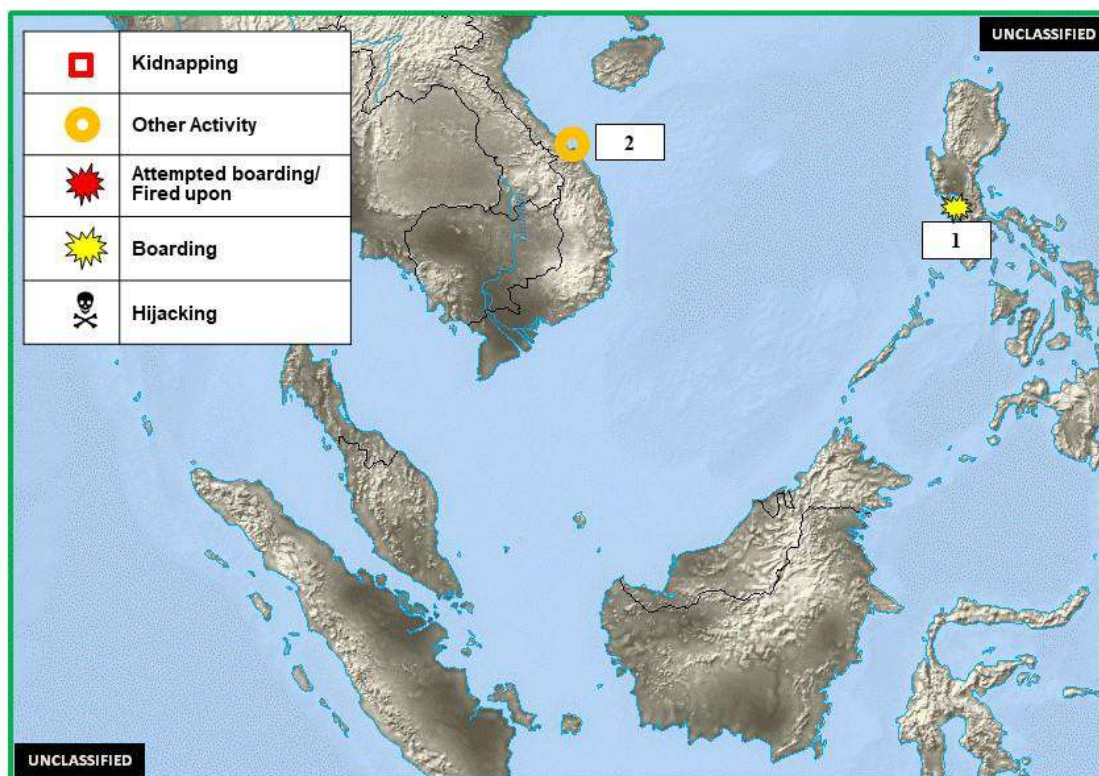 UNCLASSIFIED
Kidnapping
Other Activity
Attempted boarding/
Fired upon
Boarding
Hijacking
2
1
UNCLASSIFIED